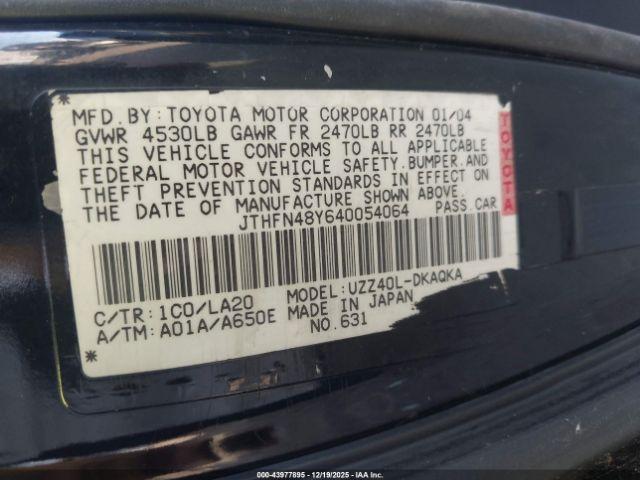 MFD.BY:TOYOTA MOTOR CORPORATION 01/04
GVWR 4530LB GAWR FR 2470LB RR 2470LB
THIS VEHICLE CONFORMS TO ALL APPLICABLE
FEDERAL MOTOR VEHICLE SAFETY.BUMPER.AND
THEFT PREVENTION STANDARDS IN EFFECT ON
THE DATE OF MANUFACTURE SHOWN ABOVE.
JTHFN48Y640054064 PASS.CAR
TOYOTA
C/TR:1C0/LA20 MODEL:UZZ40L-DKAQKA
A/TM:A01A/A650E MADE IN JAPAN
NO.631
000-43977895 • 12/19/2025 • IAA Inc.